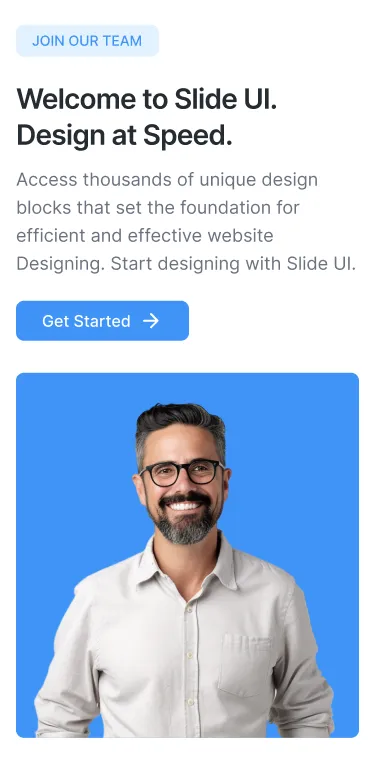 JOIN OUR TEAM
Welcome to Slide UI.
Design at Speed.
Access thousands of unique design
blocks that set the foundation for
efficient and effective website
Designing. Start designing with Slide UI.
Get Started